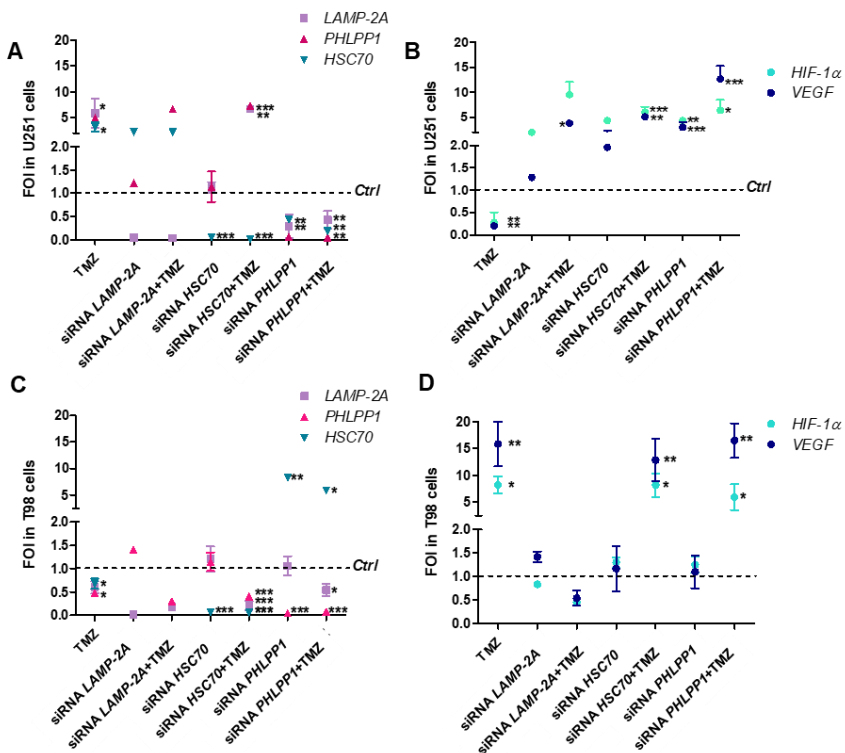 A
LAMP-2A
PHLPP1
HSC70
FOI in U251 cells
20
15
10
5
2.0
1.5
1.0
0.5
0.0
*
*
***
**
***
***
**
**
**
**
**
Ctrl
TMZ
siRNA LAMP-2A
siRNA LAMP-2A+TMZ
siRNA HSC70
siRNA HSC70+TMZ
siRNA PHLPP1
siRNA PHLPP1+TMZ
B
HIF-1α
VEGF
FOI in U251 cells
20
15
10
5
2.0
1.5
1.0
0.5
0.0
**
**
*
***
**
**
***
***
*
Ctrl
TMZ
siRNA LAMP-2A
siRNA LAMP-2A+TMZ
siRNA HSC70
siRNA HSC70+TMZ
siRNA PHLPP1
siRNA PHLPP1+TMZ
C
LAMP-2A
PHLPP1
HSC70
FOI in T98 cells
20
15
10
5
2.0
1.5
1.0
0.5
0.0
*
*
***
***
***
***
**
***
*
*
***
Ctrl
TMZ
siRNA LAMP-2A
siRNA LAMP-2A+TMZ
siRNA HSC70
siRNA HSC70+TMZ
siRNA PHLPP1
siRNA PHLPP1+TMZ
D
HIF-1α
VEGF
FOI in T98 cells
20
15
10
5
2.0
1.5
1.0
0.5
0.0
**
*
**
*
**
*
TMZ
siRNA LAMP-2A
siRNA LAMP-2A+TMZ
siRNA HSC70
siRNA HSC70+TMZ
siRNA PHLPP1
siRNA PHLPP1+TMZ